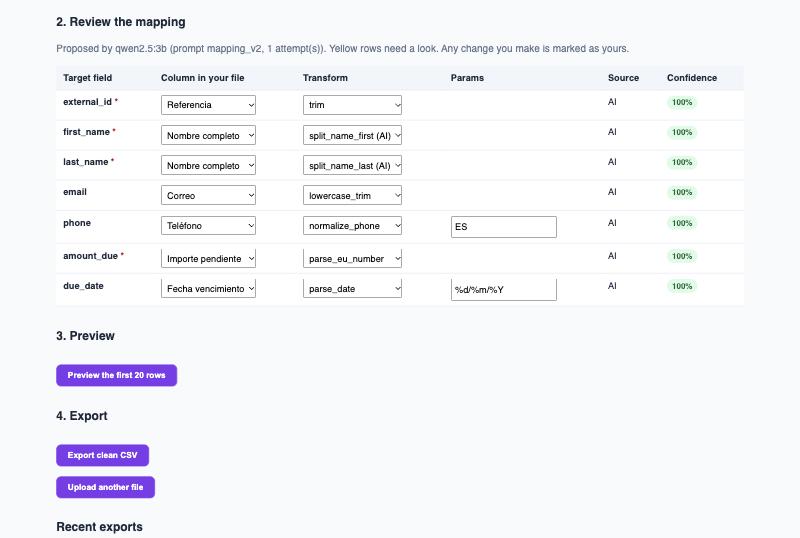 2. Review the mapping
Proposed by qwen2.5:3b (prompt mapping_v2, 1 attempt(s)). Yellow rows need a look. Any change you make is marked as yours.
Target field Column in your file Transform Params Source Confidence
external_id * Referencia trim AI 100%
first_name * Nombre completo split_name_first (AI) AI 100%
last_name * Nombre completo split_name_last (AI) AI 100%
email Correo lowercase_trim AI 100%
phone Teléfono normalize_phone ES AI 100%
amount_due * Importe pendiente parse_eu_number AI 100%
due_date Fecha vencimiento parse_date %d/%m/%Y AI 100%
3. Preview
Preview the first 20 rows
4. Export
Export clean CSV
Upload another file
Recent exports